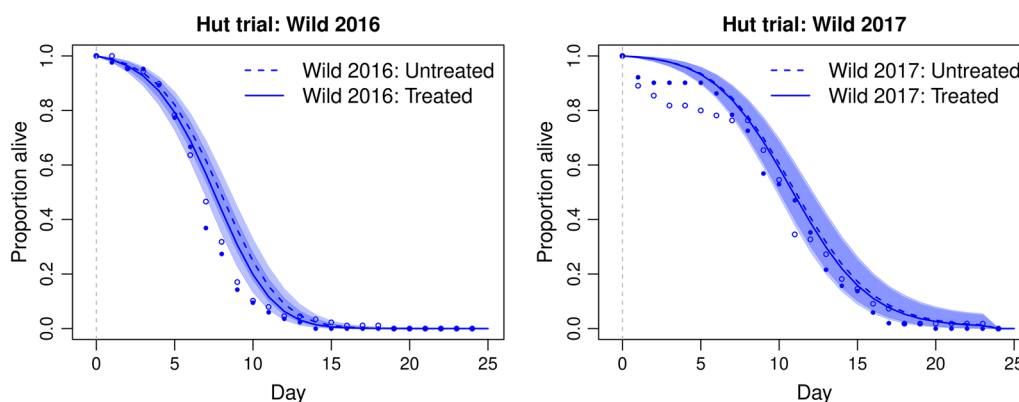 Hut trial: Wild 2016
Proportion alive
1.0
0.8
0.6
0.4
0.2
0.0
Wild 2016: Untreated
Wild 2016: Treated
0 5 10 15 20 25
Day
Hut trial: Wild 2017
Proportion alive
1.0
0.8
0.6
0.4
0.2
0.0
Wild 2017: Untreated
Wild 2017: Treated
0 5 10 15 20 25
Day